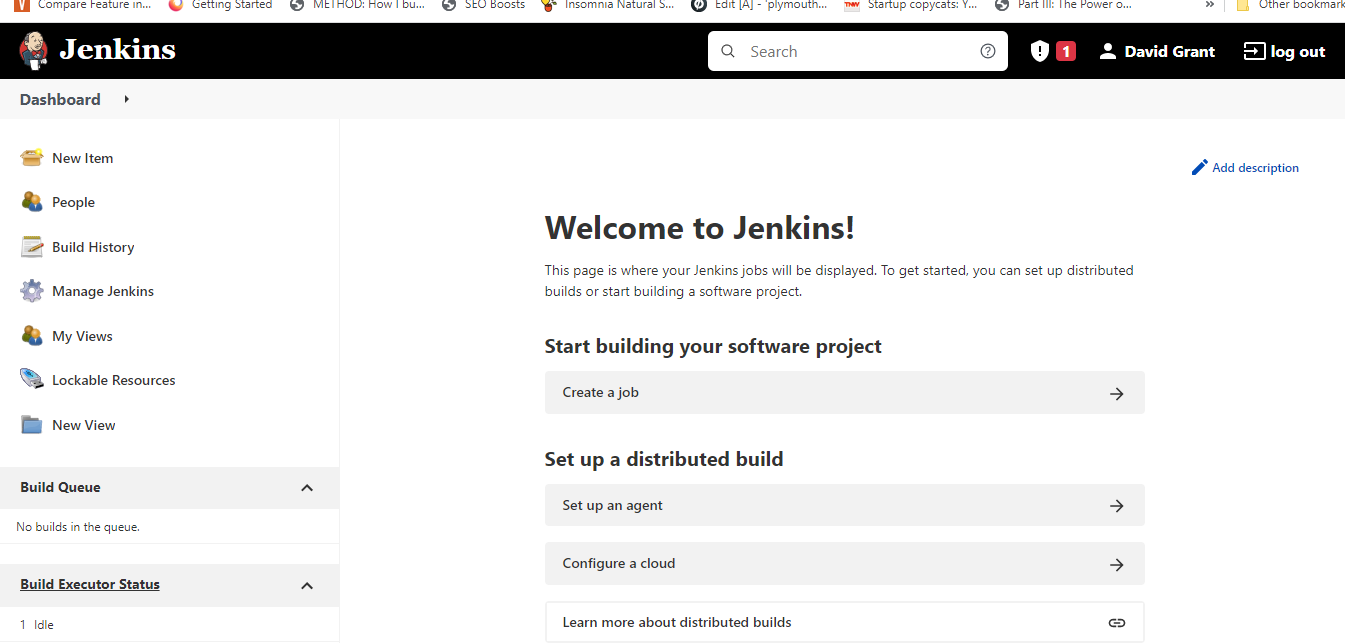 Compare Feature in...
Getting Started
METHOD: How I bu...
SEO Boosts
Insomnia Natural S...
Edit [A] - 'plymouth...
TNW
Startup copycats: Y...
Part III: The Power o...
»
Other bookmark
Jenkins
Search
1
David Grant
log out
Dashboard
New Item
People
Build History
Manage Jenkins
My Views
Lockable Resources
New View
Build Queue
No builds in the queue.
Build Executor Status
1 Idle
Add description
Welcome to Jenkins!
This page is where your Jenkins jobs will be displayed. To get started, you can set up distributed
builds or start building a software project.
Start building your software project
Create a job
Set up a distributed build
Set up an agent
Configure a cloud
Learn more about distributed builds